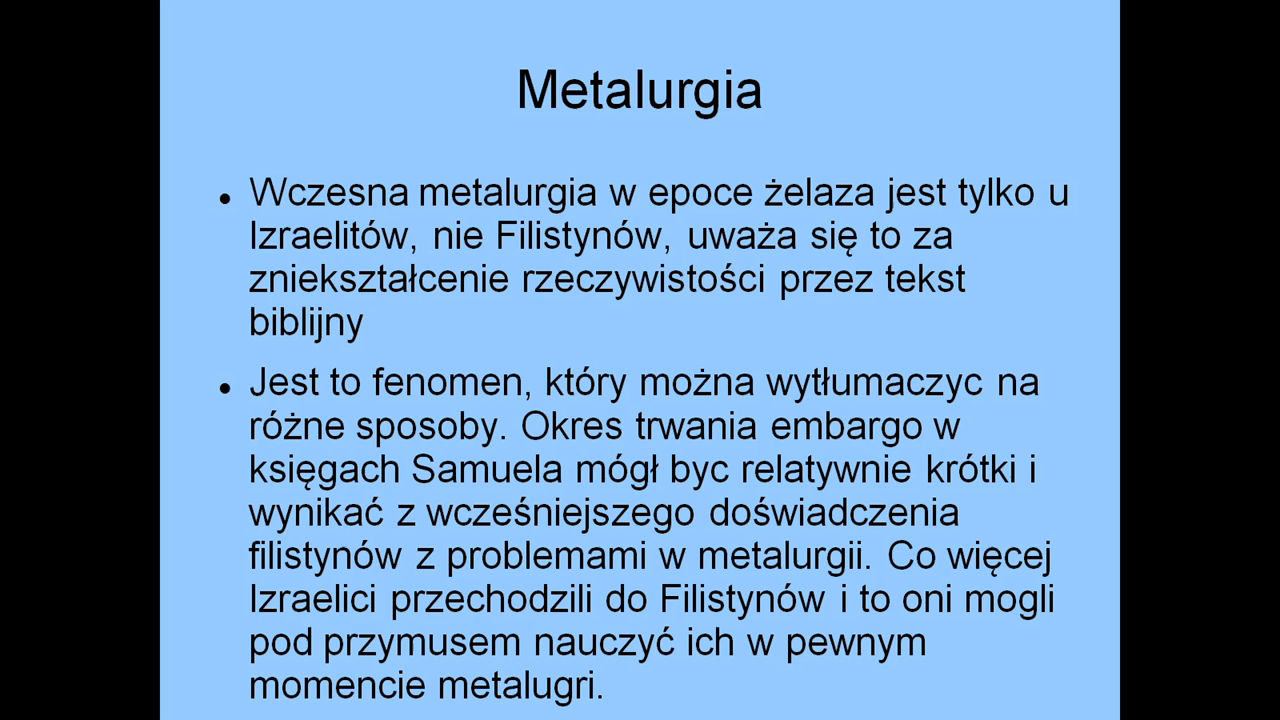 Metalurgia
• Wczesna metalurgia w epoce żelaza jest tylko u
Izraelitów, nie Filistynów, uważa się to za
zniekształcenie rzeczywistości przez tekst
biblijny
• Jest to fenomen, który można wytłumaczyc na
różne sposoby. Okres trwania embargo w
księgach Samuela mógł byc relatywnie krótki i
wynikać z wcześniejszego doświadczenia
filistynów z problemami w metalurgii. Co więcej
Izraelici przechodzili do Filistynów i to oni mogli
pod przymusem nauczyć ich w pewnym
momencie metalugri.